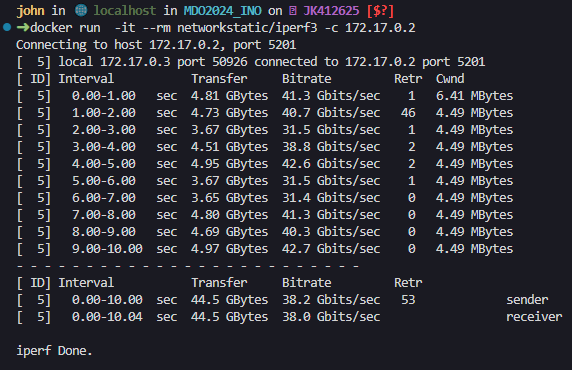 john in 🌐 localhost in MDO2024_INO on  JK412625 [$?]
➜docker run  -it --rm networkstatic/iperf3 -c 172.17.0.2
Connecting to host 172.17.0.2, port 5201
[  5] local 172.17.0.3 port 50926 connected to 172.17.0.2 port 5201
[ ID] Interval           Transfer     Bitrate         Retr  Cwnd
[  5]   0.00-1.00   sec  4.81 GBytes  41.3 Gbits/sec    1   6.41 MBytes
[  5]   1.00-2.00   sec  4.73 GBytes  40.7 Gbits/sec   46   4.49 MBytes
[  5]   2.00-3.00   sec  3.67 GBytes  31.5 Gbits/sec    1   4.49 MBytes
[  5]   3.00-4.00   sec  4.51 GBytes  38.8 Gbits/sec    2   4.49 MBytes
[  5]   4.00-5.00   sec  4.95 GBytes  42.6 Gbits/sec    2   4.49 MBytes
[  5]   5.00-6.00   sec  3.67 GBytes  31.5 Gbits/sec    1   4.49 MBytes
[  5]   6.00-7.00   sec  3.65 GBytes  31.4 Gbits/sec    0   4.49 MBytes
[  5]   7.00-8.00   sec  4.80 GBytes  41.3 Gbits/sec    0   4.49 MBytes
[  5]   8.00-9.00   sec  4.69 GBytes  40.3 Gbits/sec    0   4.49 MBytes
[  5]   9.00-10.00  sec  4.97 GBytes  42.7 Gbits/sec    0   4.49 MBytes
- - - - - - - - - - - - - - - - - - - - - - - - -
[ ID] Interval           Transfer     Bitrate         Retr
[  5]   0.00-10.00  sec  44.5 GBytes  38.2 Gbits/sec   53             sender
[  5]   0.00-10.04  sec  44.5 GBytes  38.0 Gbits/sec                  receiver
iperf Done.